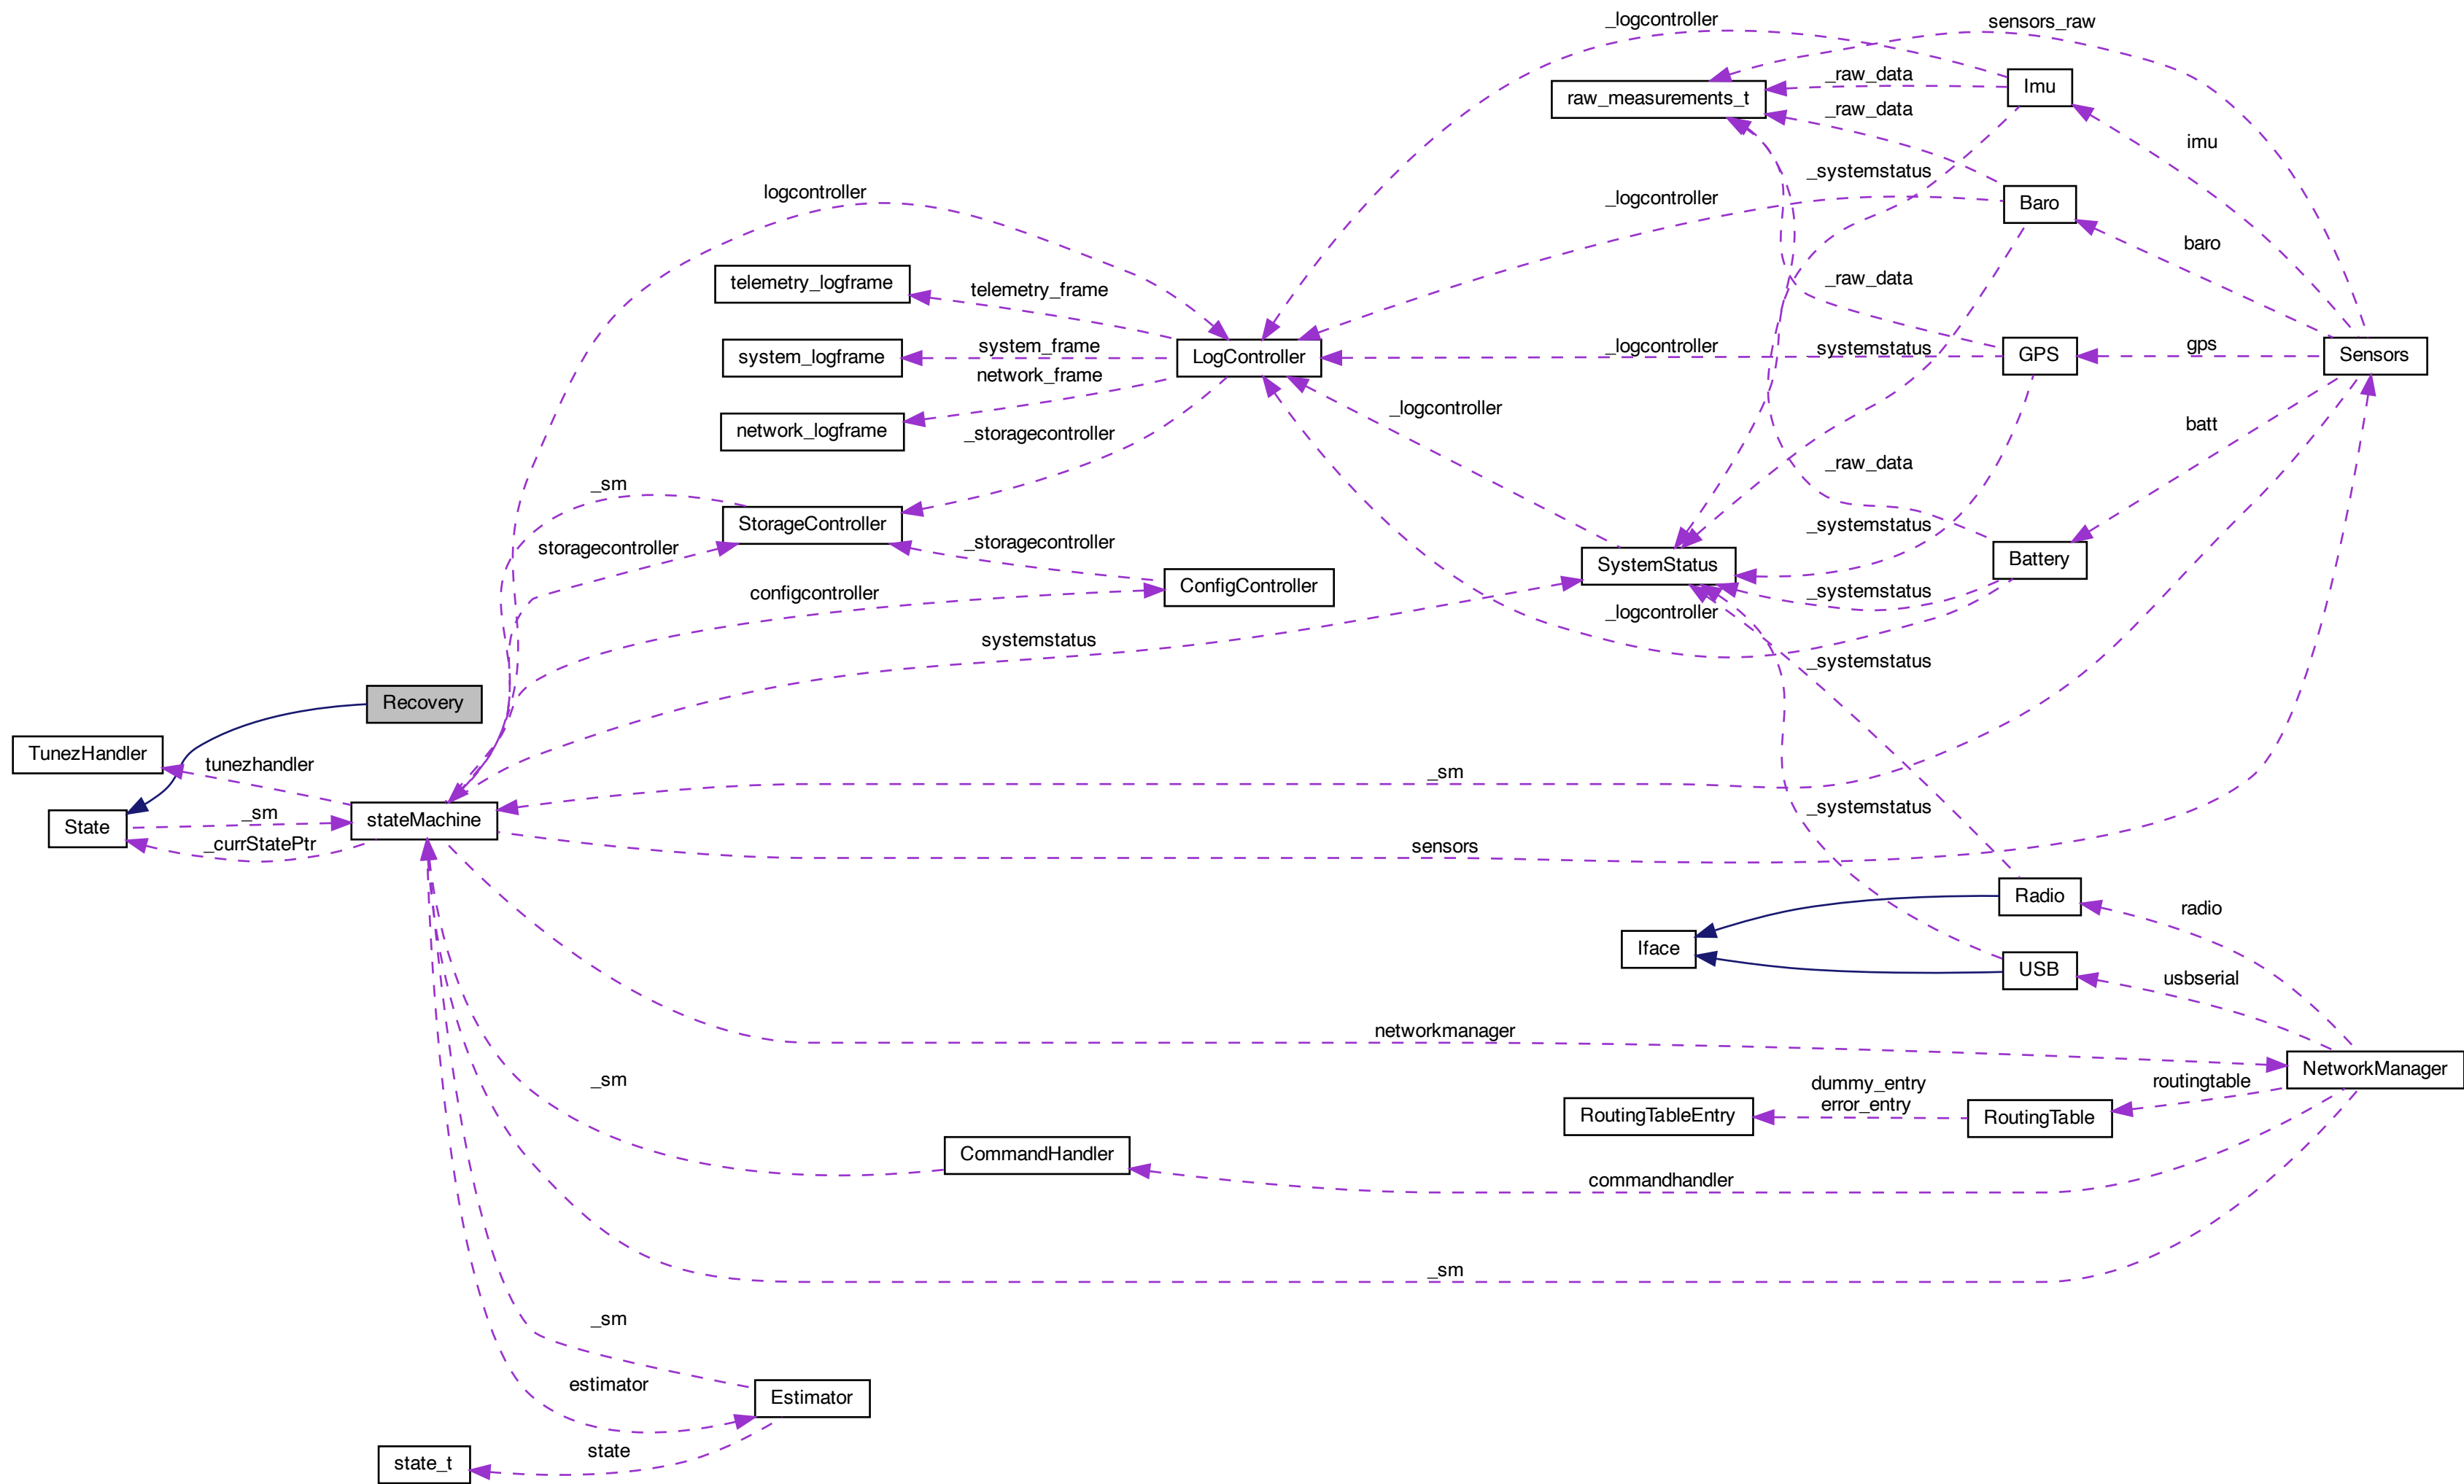 _logcontroller
sensors_raw
_raw_data
Imu
raw_measurements_t
_raw_data
imu
_systemstatus
logcontroller
_logcontroller
Baro
baro
telemetry_logframe
telemetry_frame
_raw_data
system_logframe
system_frame
LogController
_logcontroller
_systemstatus
GPS
gps
Sensors
network_frame
network_logframe
_logcontroller
_storagecontroller
batt
_raw_data
_sm
StorageController
_systemstatus
storagecontroller
_storagecontroller
SystemStatus
Battery
ConfigController
configcontroller
_systemstatus
_logcontroller
systemstatus
_systemstatus
Recovery
TunezHandler
tunezhandler
_sm
_systemstatus
_sm
State
stateMachine
_currStatePtr
sensors
Radio
radio
Iface
USB
usbserial
networkmanager
NetworkManager
_sm
dummy_entry
error_entry
routingtable
RoutingTableEntry
RoutingTable
CommandHandler
commandhandler
_sm
_sm
estimator
Estimator
state
state_t